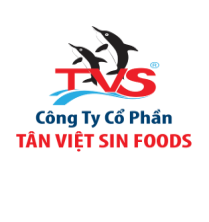 TVS®
Công Ty Cổ Phần
TÂN VIỆT SIN FOODS